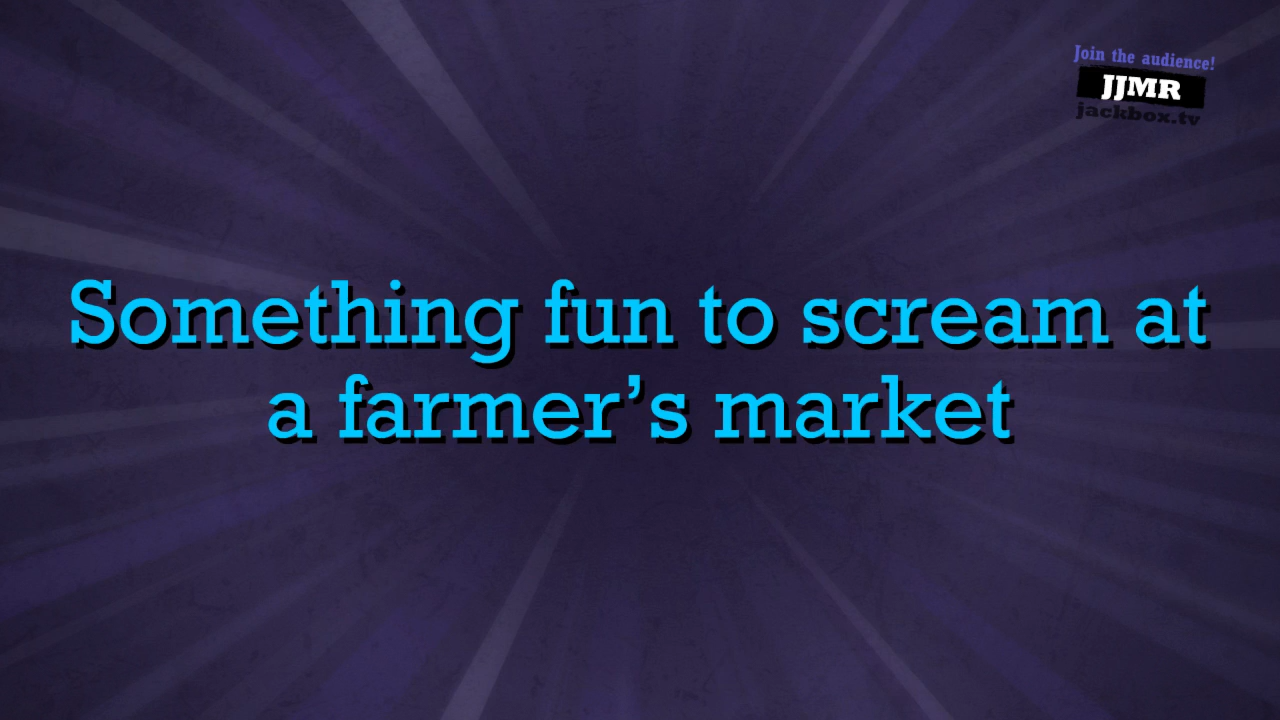 Join the audience!
JJMR
jackbox.tv
Something fun to scream at
a farmer’s market